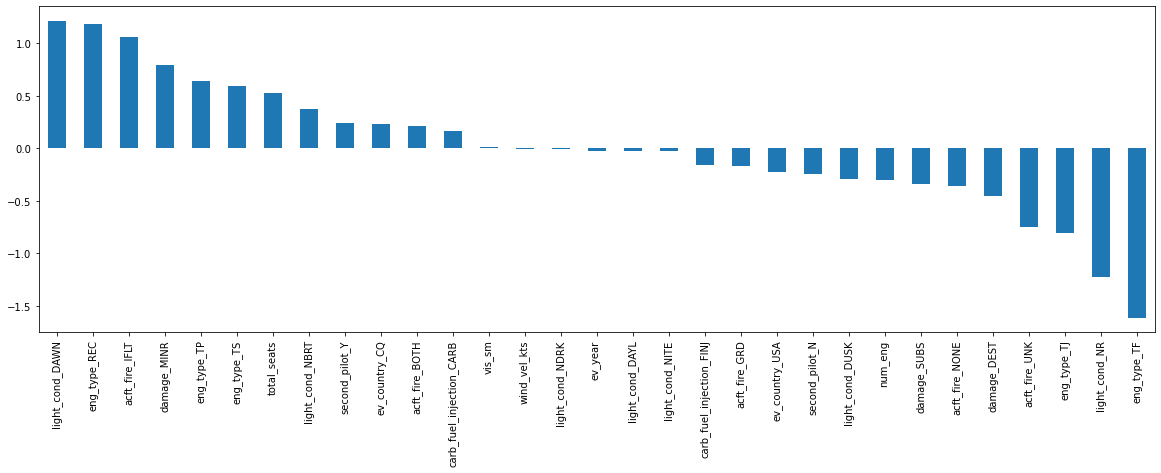 1.0
0.5
0.0
−0.5
−1.0
−1.5
light_cond_DAWN
eng_type_REC
acft_fire_IFLT
damage_MINR
eng_type_TP
eng_type_TS
total_seats
light_cond_NBRT
second_pilot_Y
ev_country_CQ
acft_fire_BOTH
carb_fuel_injection_CARB
vis_sm
wind_vel_kts
light_cond_NDRK
ev_year
light_cond_DAYL
light_cond_NITE
carb_fuel_injection_FINJ
acft_fire_GRD
ev_country_USA
second_pilot_N
light_cond_DUSK
num_eng
damage_SUBS
acft_fire_NONE
damage_DEST
acft_fire_UNK
eng_type_TJ
light_cond_NR
eng_type_TF